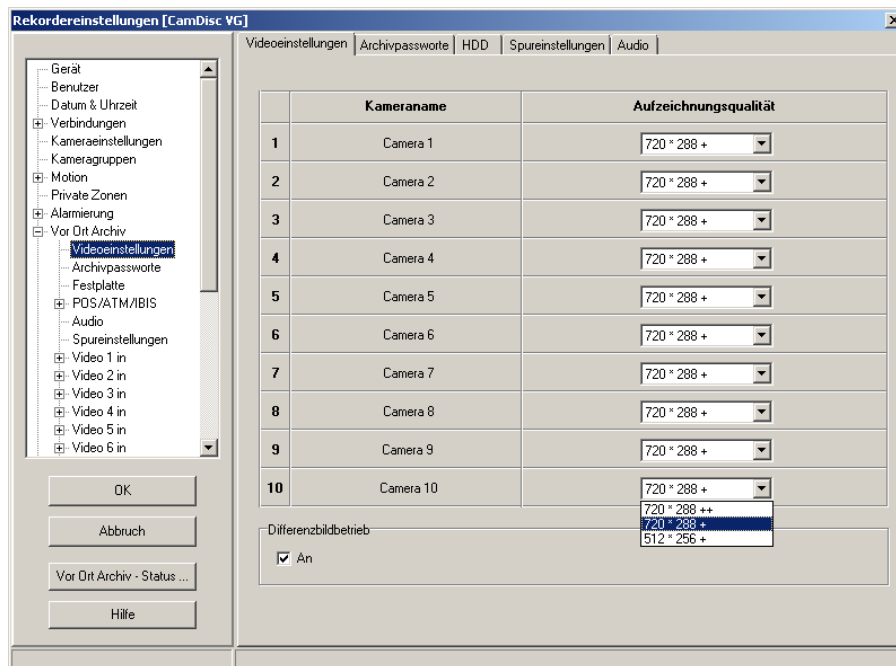 Rekordereinstellungen [CamDisc VG]
Videoeinstellungen
Archivpassworte
HDD
Spureinstellungen
Audio
Gerät
Benutzer
Datum & Uhrzeit
Verbindungen
Kameraeinstellungen
Kameragruppen
Motion
Private Zonen
Alarmierung
Vor Ort Archiv
Videoeinstellungen
Archivpassworte
Festplatte
POS/ATM/IBIS
Audio
Spureinstellungen
Video 1 in
Video 2 in
Video 3 in
Video 4 in
Video 5 in
Video 6 in
OK
Abbruch
Vor Ort Archiv - Status ...
Hilfe
Kameraname Aufzeichnungsqualität
1 Camera 1 720 * 288 +
2 Camera 2 720 * 288 +
3 Camera 3 720 * 288 +
4 Camera 4 720 * 288 +
5 Camera 5 720 * 288 +
6 Camera 6 720 * 288 +
7 Camera 7 720 * 288 +
8 Camera 8 720 * 288 +
9 Camera 9 720 * 288 +
10 Camera 10 720 * 288 +
720 * 288 ++
720 * 288 +
512 * 256 +
Differenzbildbetrieb
An